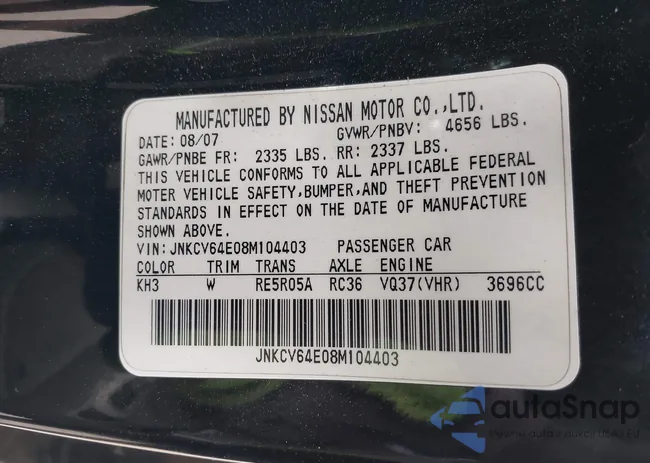 MANUFACTURED BY NISSAN MOTOR CO.,LTD.
DATE: 08/07 GVWR/PNBV: 4656 LBS.
GAWR/PNBE FR: 2335 LBS. RR: 2337 LBS.
THIS VEHICLE CONFORMS TO ALL APPLICABLE FEDERAL
MOTOR VEHICLE SAFETY,BUMPER,AND THEFT PREVENTION
STANDARDS IN EFFECT ON THE DATE OF MANUFACTURE
SHOWN ABOVE.
VIN: JNKCV64E08M104403 PASSENGER CAR
COLOR TRIM TRANS AXLE ENGINE
KH3 W RE5R05A RC36 VQ37(VHR) 3696CC
JNKCV64E08M104403
autaSnap